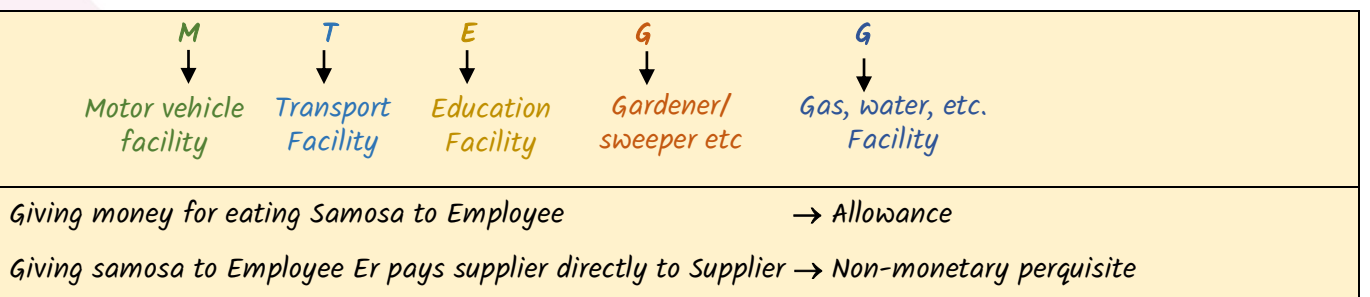 M T E G G
Motor vehicle Transport Education Gardener/ Gas, water, etc.
facility Facility Facility sweeper etc Facility
Giving money for eating Samosa to Employee → Allowance
Giving samosa to Employee Er pays supplier directly to Supplier → Non-monetary perquisite